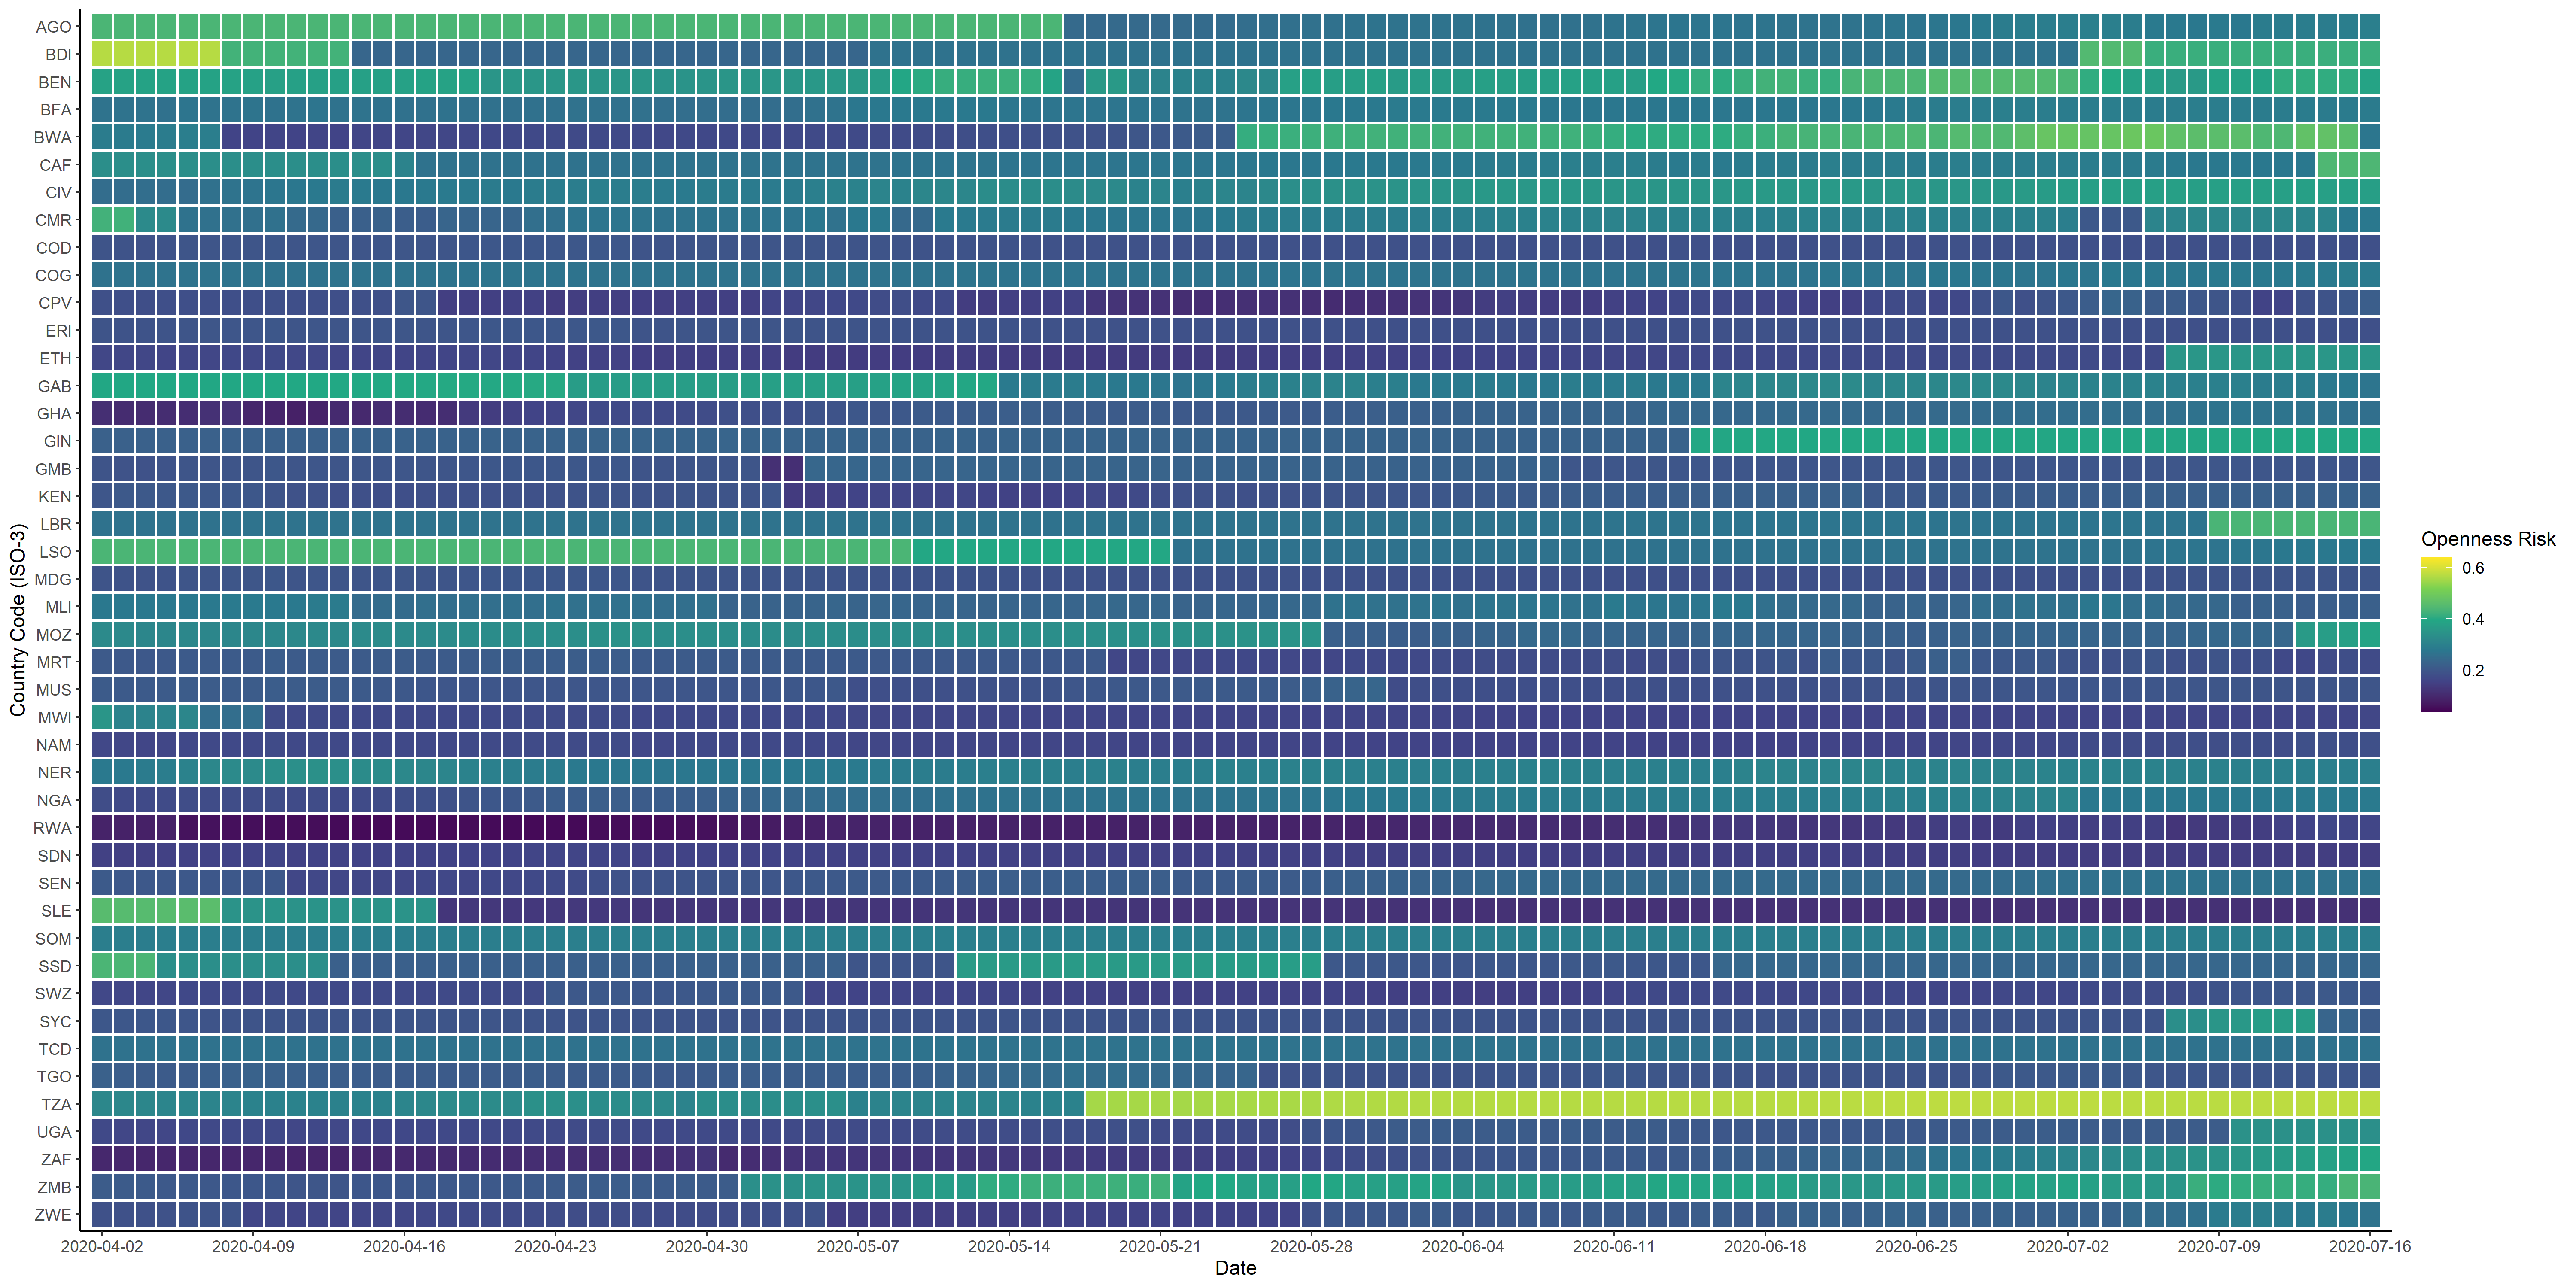 AGO
BDI
BEN
BFA
BWA
CAF
CIV
CMR
COD
COG
CPV
ERI
ETH
GAB
GHA
GIN
GMB
KEN
LBR
LSO
MDG
MLI
MOZ
MRT
MUS
MWI
NAM
NER
NGA
RWA
SDN
SEN
SLE
SOM
SSD
SWZ
SYC
TCD
TGO
TZA
UGA
ZAF
ZMB
ZWE
Country Code (ISO-3)
2020-04-02 2020-04-09 2020-04-16 2020-04-23 2020-04-30 2020-05-07 2020-05-14 2020-05-21 2020-05-28 2020-06-04 2020-06-11 2020-06-18 2020-06-25 2020-07-02 2020-07-09 2020-07-16
Date
Openness Risk
0.6
0.4
0.2